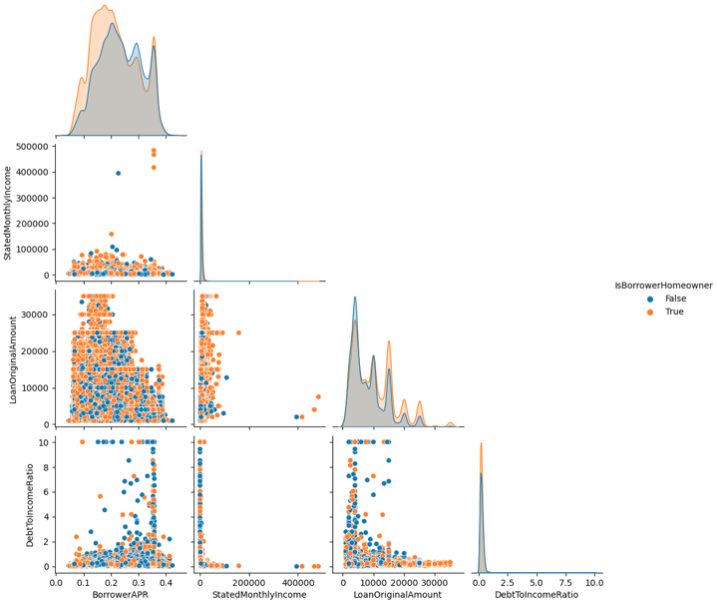 500000
400000
300000
200000
100000
0
StatedMonthlyIncome
30000
20000
10000
0
LoanOriginalAmount
IsBorrowerHomeowner
False
True
10
8
6
4
2
0
DebtToIncomeRatio
0.0 0.1 0.2 0.3 0.4
BorrowerAPR
0 200000 400000
StatedMonthlyIncome
0 10000 20000 30000
LoanOriginalAmount
0.0 2.5 5.0 7.5 10.0
DebtToIncomeRatio